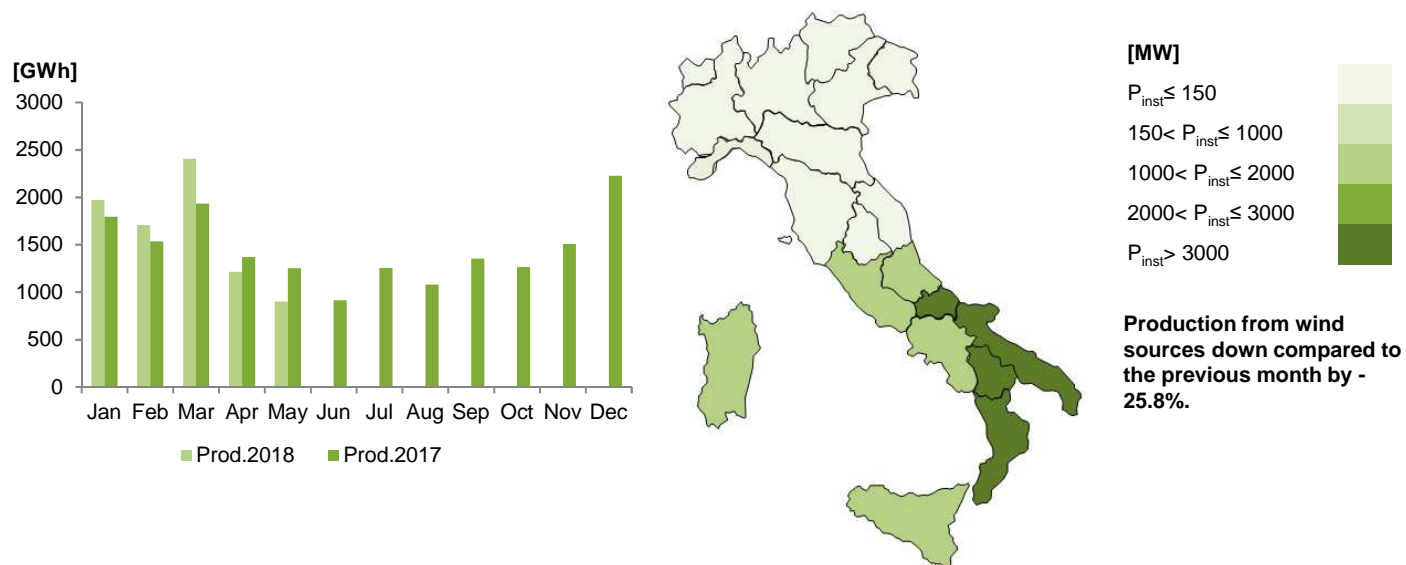 [GWh]
3000
2500
2000
1500
1000
500
0
Jan Feb Mar Apr May Jun Jul Aug Sep Oct Nov Dec
Prod.2018 Prod.2017
[MW]
Pinst≤ 150
150< Pinst≤ 1000
1000< Pinst≤ 2000
2000< Pinst≤ 3000
Pinst> 3000
Production from wind
sources down compared to
the previous month by -
25.8%.